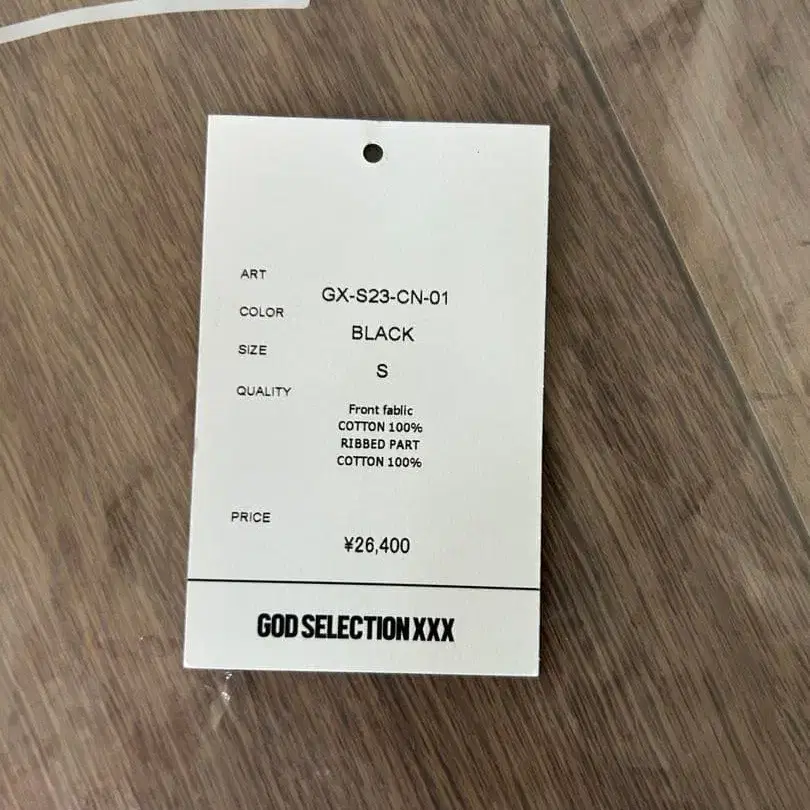 ART
GX-S23-CN-01
COLOR
BLACK
SIZE
S
QUALITY
Front fablic
COTTON 100%
RIBBED PART
COTTON 100%
PRICE
¥26,400
GOD SELECTION XXX